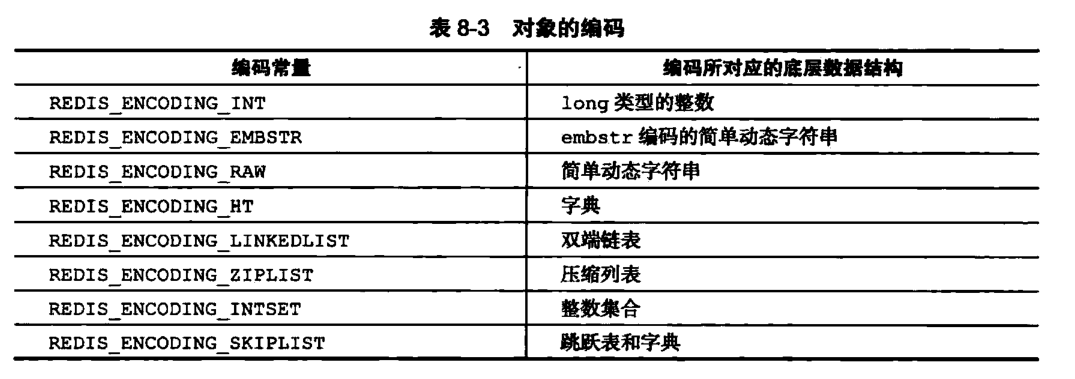 表 8-3 对象的编码
编码常量 编码所对应的底层数据结构
REDIS_ENCODING_INT long 类型的整数
REDIS_ENCODING_EMBSTR embstr 编码的简单动态字符串
REDIS_ENCODING_RAW 简单动态字符串
REDIS_ENCODING_HT 字典
REDIS_ENCODING_LINKEDLIST 双端链表
REDIS_ENCODING_ZIPLIST 压缩列表
REDIS_ENCODING_INTSET 整数集合
REDIS_ENCODING_SKIPLIST 跳跃表和字典